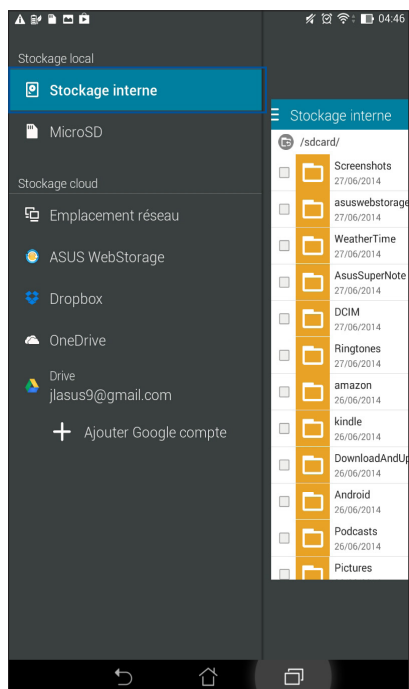 04:46
Stockage local
Stockage interne
MicroSD
Stockage cloud
Emplacement réseau
ASUS WebStorage
Dropbox
OneDrive
Drive
jlasus9@gmail.com
Ajouter Google compte
Stockage interne
/sdcard/
Screenshots
27/06/2014
asuswebstorage
27/06/2014
WeatherTime
27/06/2014
AsusSuperNote
27/06/2014
DCIM
27/06/2014
Ringtones
27/06/2014
amazon
26/06/2014
kindle
26/06/2014
DownloadAndUp
26/06/2014
Android
26/06/2014
Podcasts
26/06/2014
Pictures